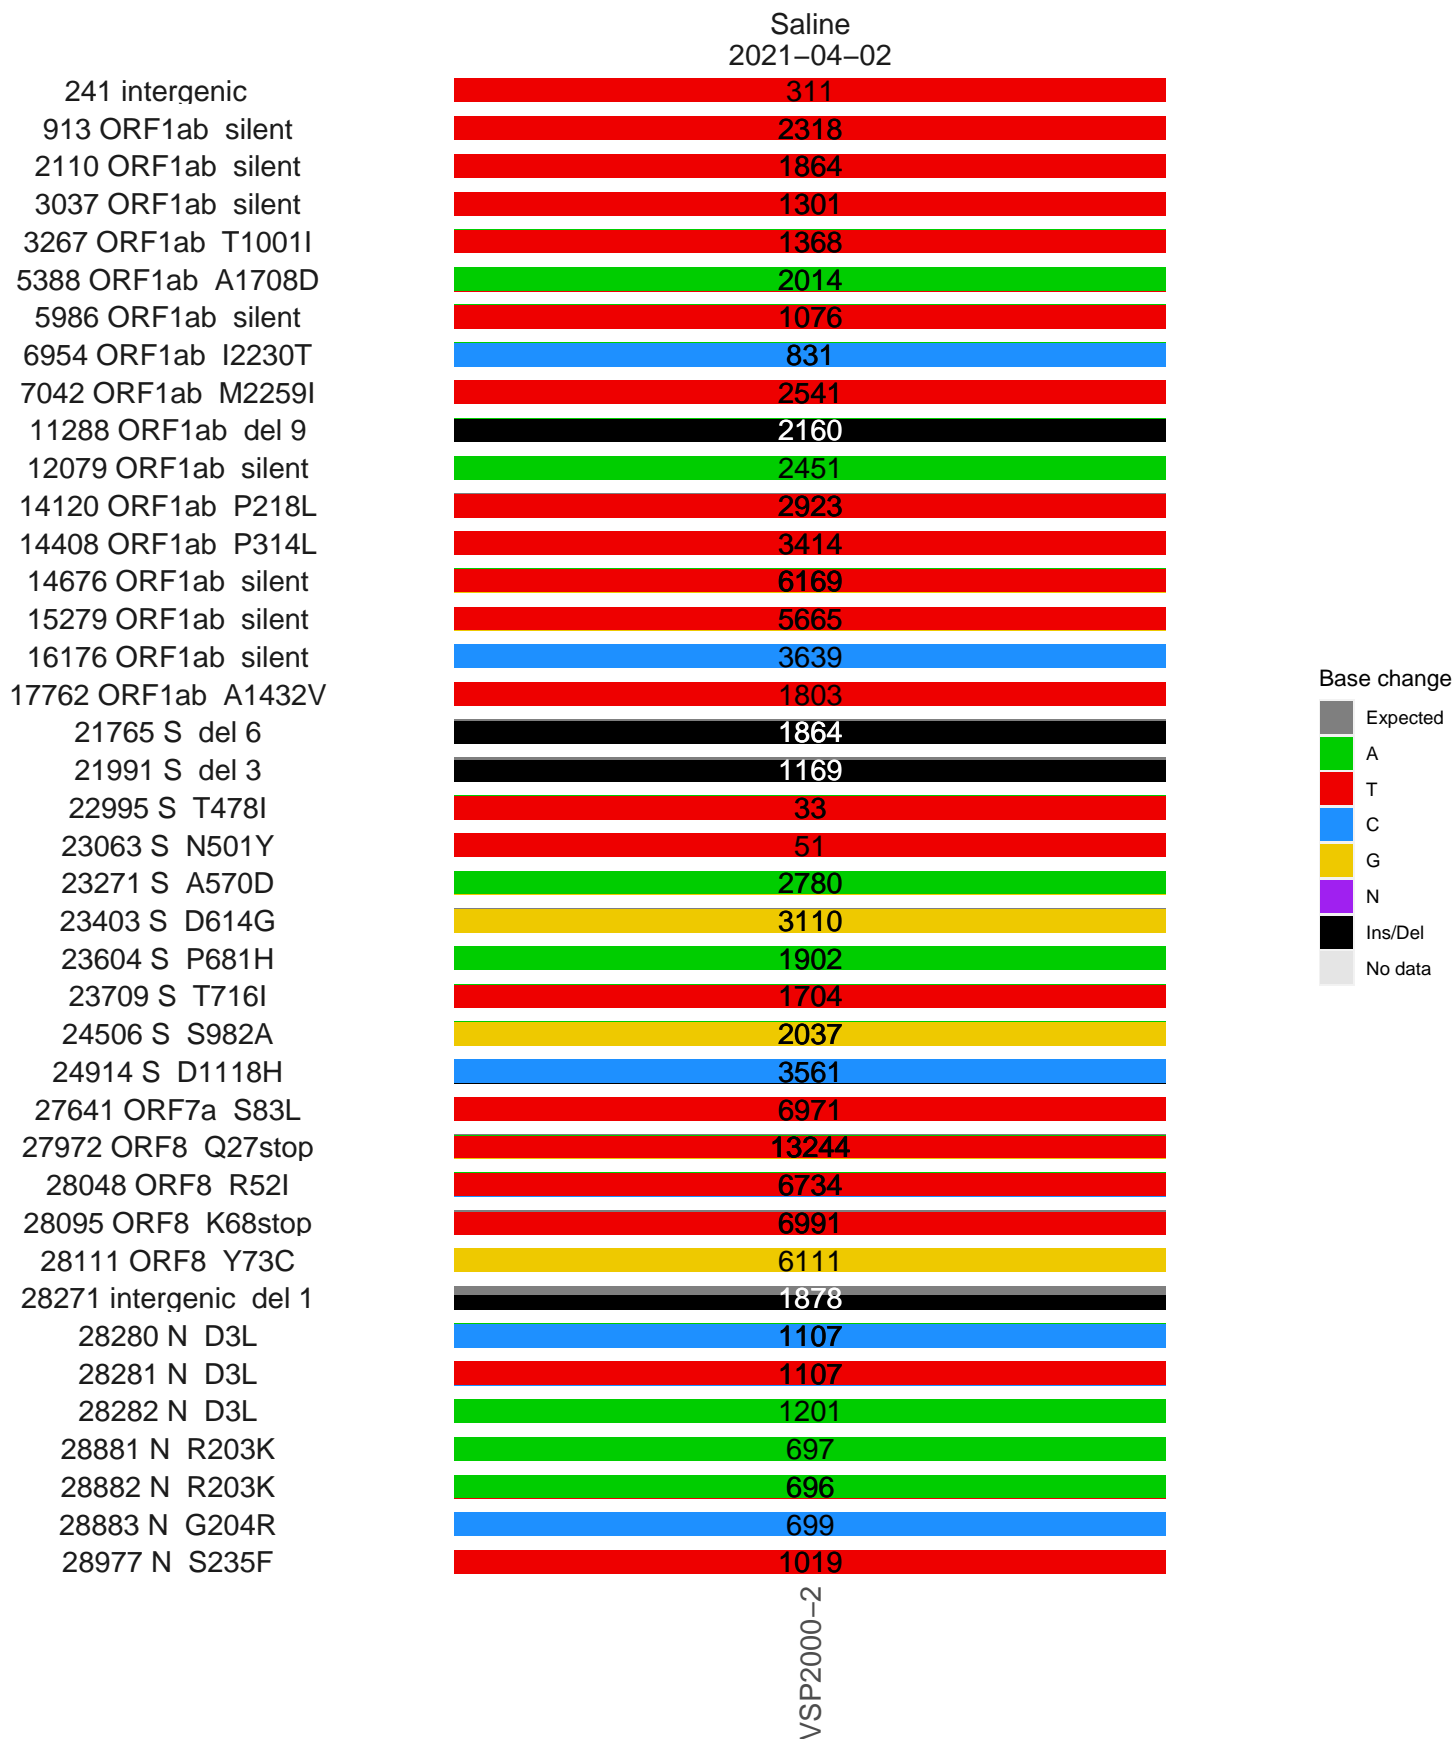 Saline
2021−04−02
241 intergenic 311
913 ORF1ab silent 2318
2110 ORF1ab silent 1864
3037 ORF1ab silent 1301
3267 ORF1ab T1001I 1368
5388 ORF1ab A1708D 2014
5986 ORF1ab silent 1076
6954 ORF1ab I2230T 831
7042 ORF1ab M2259I 2541
11288 ORF1ab del 9 2160
12079 ORF1ab silent 2451
14120 ORF1ab P218L 2923
14408 ORF1ab P314L 3414
14676 ORF1ab silent 6169
15279 ORF1ab silent 5665
16176 ORF1ab silent 3639
17762 ORF1ab A1432V 1803
21765 S del 6 1864
21991 S del 3 1169
22995 S T478I 33
23063 S N501Y 51
23271 S A570D 2780
23403 S D614G 3110
23604 S P681H 1902
23709 S T716I 1704
24506 S S982A 2037
24914 S D1118H 3561
27641 ORF7a S83L 6971
27972 ORF8 Q27stop 13244
28048 ORF8 R52I 6734
28095 ORF8 K68stop 6991
28111 ORF8 Y73C 6111
28271 intergenic del 1 1878
28280 N D3L 1107
28281 N D3L 1107
28282 N D3L 1201
28881 N R203K 697
28882 N R203K 696
28883 N G204R 699
28977 N S235F 1019
VSP2000−2
Base change
Expected
A
T
C
G
N
Ins/Del
No data